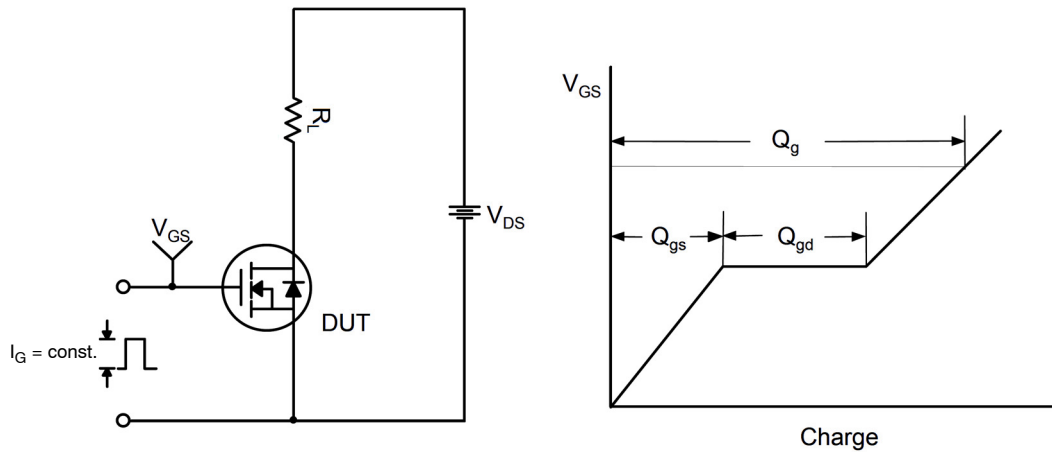 R_L
V_GS
V_DS
DUT
I_G = const.
V_GS
Q_g
Q_gs
Q_gd
Charge